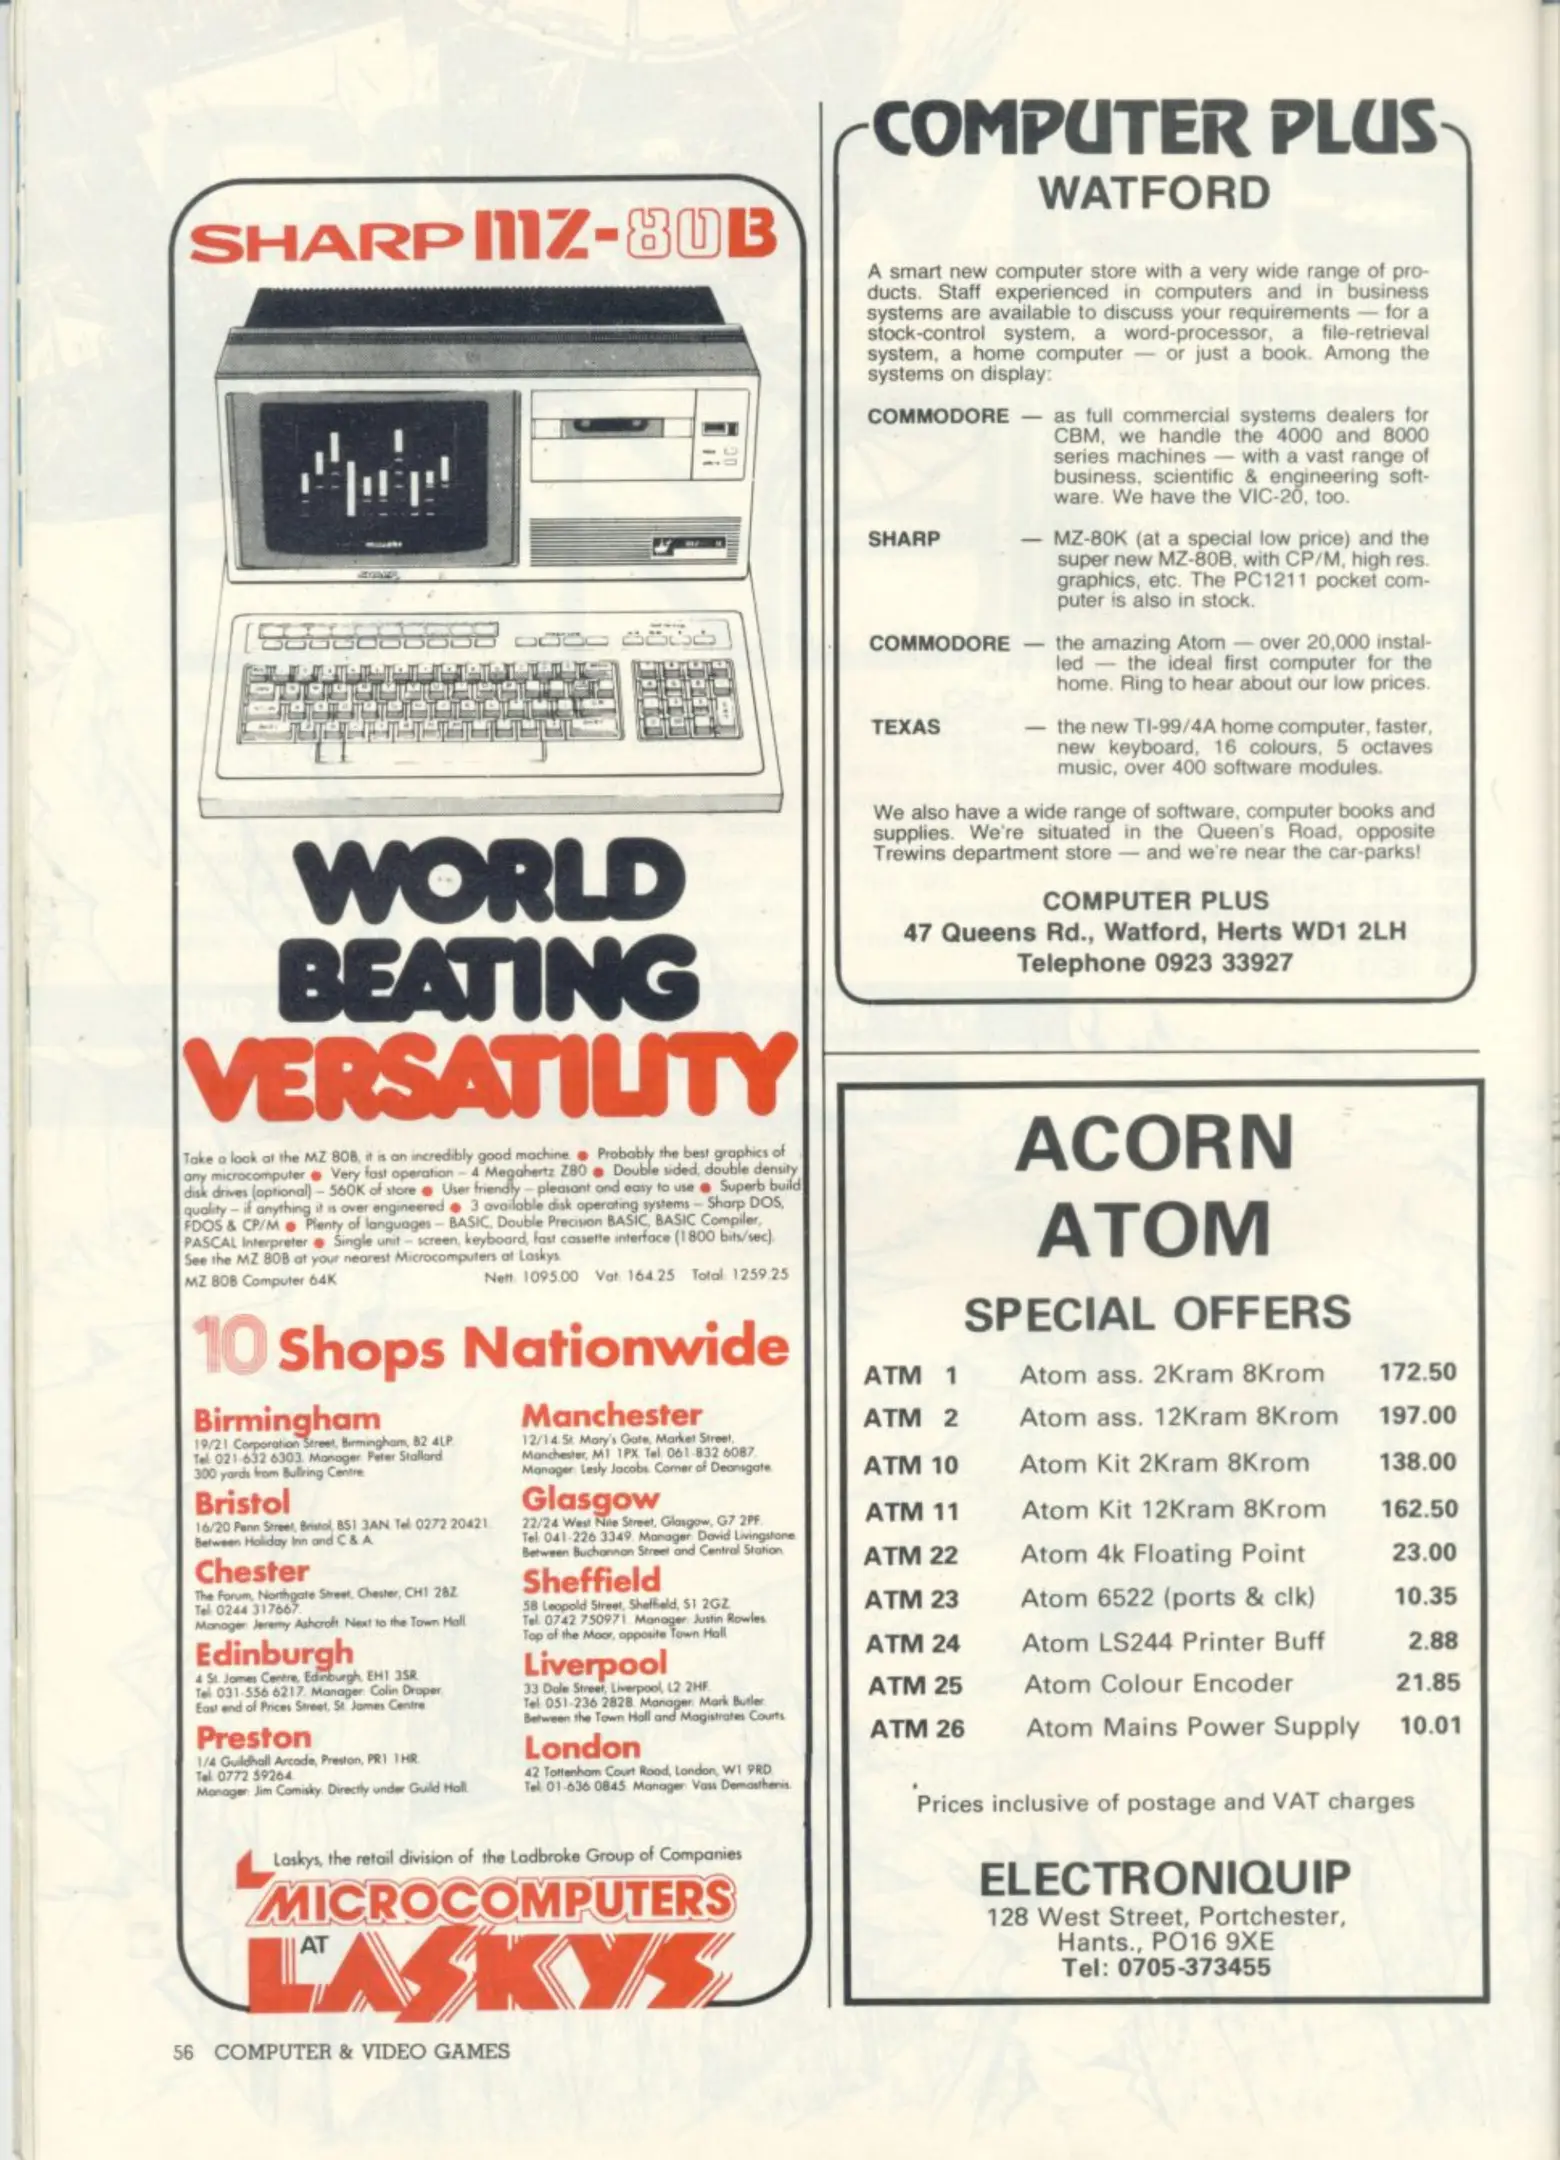 SHARP MZ-80B
SHARP
WORLD
BEATING
VERSATILITY
Take a look at the MZ 80B, it is an incredibly good machine ● Probably the best graphics of
any microcomputer ● Very fast operation – 4 Megahertz Z80 ● Double sided, double density
disk drives (optional) – 560K of store ● User friendly – pleasant and easy to use ● Superb build
quality – if anything it is over engineered ● 3 available disk operating systems – Sharp DOS,
FDOS & CP/M ● Plenty of languages – BASIC, Double Precision BASIC, BASIC Compiler,
PASCAL Interpreter ● Single unit – screen, keyboard, fast cassette interface (1800 bits/sec).
See the MZ 80B at your nearest Microcomputers at Laskys.
MZ 80B Computer 64K Nett. 1095.00 Vat. 164.25 Total. 1259.25
10 Shops Nationwide
Birmingham
19/21 Corporation Street, Birmingham, B2 4LP.
Tel. 021-632 6303. Manager: Peter Stallard.
300 yards from Bullring Centre.
Bristol
16/20 Penn Street, Bristol, BS1 3AN. Tel: 0272 20421.
Between Holiday Inn and C & A.
Chester
The Forum, Northgate Street, Chester, CH1 2BZ.
Tel: 0244 317667.
Manager: Jeremy Ashcroft. Next to the Town Hall.
Edinburgh
4 St. James Centre, Edinburgh, EH1 3SR.
Tel: 031-556 6217. Manager: Colin Draper.
East end of Prices Street, St. James Centre.
Preston
1/4 Guildhall Arcade, Preston, PR1 1HR.
Tel: 0772 59264.
Manager: Jim Comisky. Directly under Guild Hall.
Manchester
12/14 St. Mary's Gate, Market Street,
Manchester, M1 1PX. Tel: 061-832 6087.
Manager: Lesly Jacobs. Corner of Deansgate.
Glasgow
22/24 West Nile Street, Glasgow, G7 2PF.
Tel: 041-226 3349. Manager: David Livingstone.
Between Buchannan Street and Central Station.
Sheffield
58 Leopold Street, Sheffield, S1 2GZ.
Tel: 0742 750971. Manager: Justin Rowles.
Top of the Moor, opposite Town Hall.
Liverpool
33 Dale Street, Liverpool, L2 2HF.
Tel: 051-236 2828. Manager: Mark Butler.
Between the Town Hall and Magistrates Courts.
London
42 Tottenham Court Road, London, W1 9RD.
Tel: 01-636 0845. Manager: Vass Demosthenis.
Laskys, the retail division of the Ladbroke Group of Companies
MICROCOMPUTERS
AT LASKYS
COMPUTER PLUS
WATFORD
A smart new computer store with a very wide range of pro-
ducts. Staff experienced in computers and in business
systems are available to discuss your requirements — for a
stock-control system, a word-processor, a file-retrieval
system, a home computer — or just a book. Among the
systems on display:
COMMODORE — as full commercial systems dealers for
CBM, we handle the 4000 and 8000
series machines — with a vast range of
business, scientific & engineering soft-
ware. We have the VIC-20, too.
SHARP — MZ-80K (at a special low price) and the
super new MZ-80B, with CP/M, high res.
graphics, etc. The PC1211 pocket com-
puter is also in stock.
COMMODORE — the amazing Atom — over 20,000 instal-
led — the ideal first computer for the
home. Ring to hear about our low prices.
TEXAS — the new TI-99/4A home computer, faster,
new keyboard, 16 colours, 5 octaves
music, over 400 software modules.
We also have a wide range of software, computer books and
supplies. We're situated in the Queen's Road, opposite
Trewins department store — and we're near the car-parks!
COMPUTER PLUS
47 Queens Rd., Watford, Herts WD1 2LH
Telephone 0923 33927
ACORN
ATOM
SPECIAL OFFERS
ATM 1 Atom ass. 2Kram 8Krom 172.50
ATM 2 Atom ass. 12Kram 8Krom 197.00
ATM 10 Atom Kit 2Kram 8Krom 138.00
ATM 11 Atom Kit 12Kram 8Krom 162.50
ATM 22 Atom 4k Floating Point 23.00
ATM 23 Atom 6522 (ports & clk) 10.35
ATM 24 Atom LS244 Printer Buff 2.88
ATM 25 Atom Colour Encoder 21.85
ATM 26 Atom Mains Power Supply 10.01
*Prices inclusive of postage and VAT charges
ELECTRONIQUIP
128 West Street, Portchester,
Hants., PO16 9XE
Tel: 0705-373455
56 COMPUTER & VIDEO GAMES